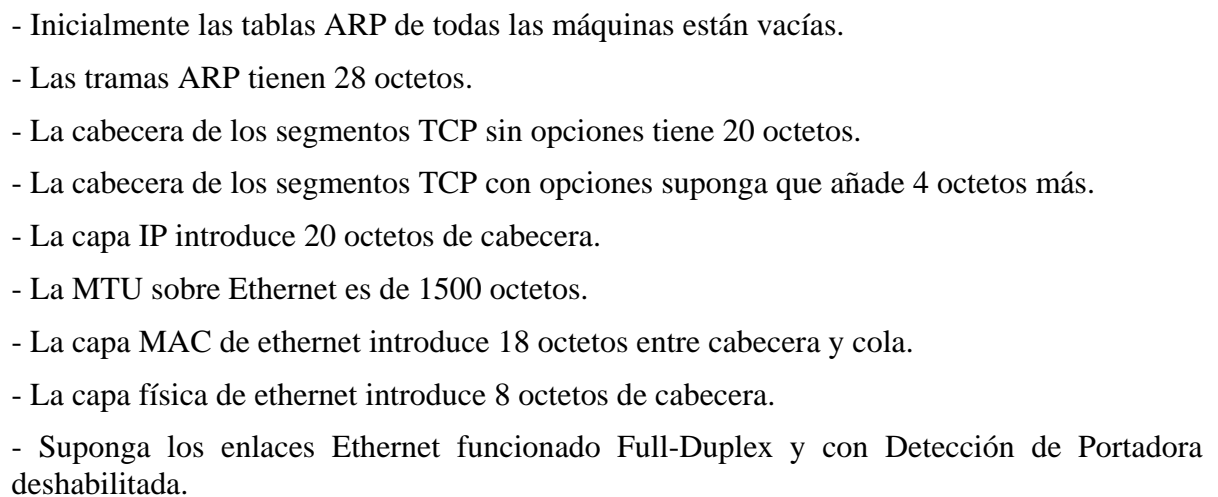 - Inicialmente las tablas ARP de todas las máquinas están vacías.
- Las tramas ARP tienen 28 octetos.
- La cabecera de los segmentos TCP sin opciones tiene 20 octetos.
- La cabecera de los segmentos TCP con opciones suponga que añade 4 octetos más.
- La capa IP introduce 20 octetos de cabecera.
- La MTU sobre Ethernet es de 1500 octetos.
- La capa MAC de ethernet introduce 18 octetos entre cabecera y cola.
- La capa física de ethernet introduce 8 octetos de cabecera.
- Suponga los enlaces Ethernet funcionado Full-Duplex y con Detección de Portadora
deshabilitada.